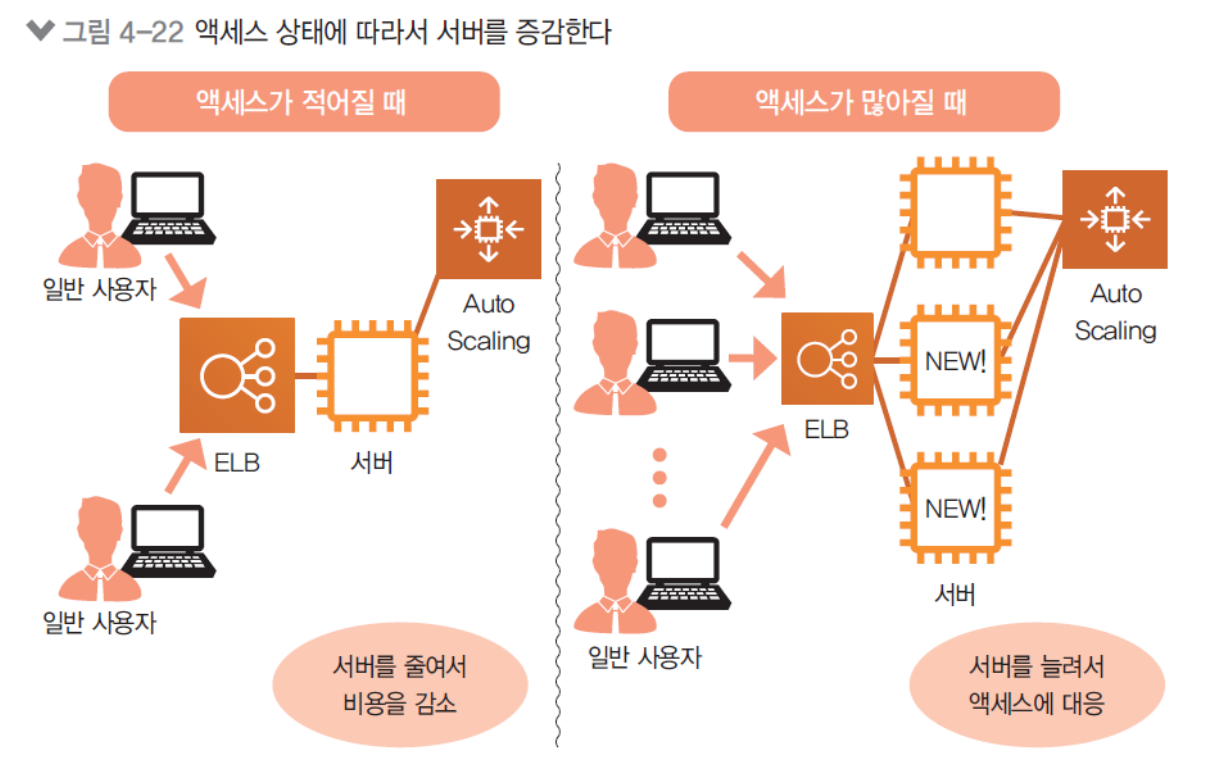 그림 4-22 액세스 상태에 따라서 서버를 증감한다
액세스가 적어질 때
일반 사용자
Auto
Scaling
ELB
서버
일반 사용자
서버를 줄여서
비용을 감소
액세스가 많아질 때
Auto
Scaling
NEW!
ELB
NEW!
서버
일반 사용자
서버를 늘려서
액세스에 대응